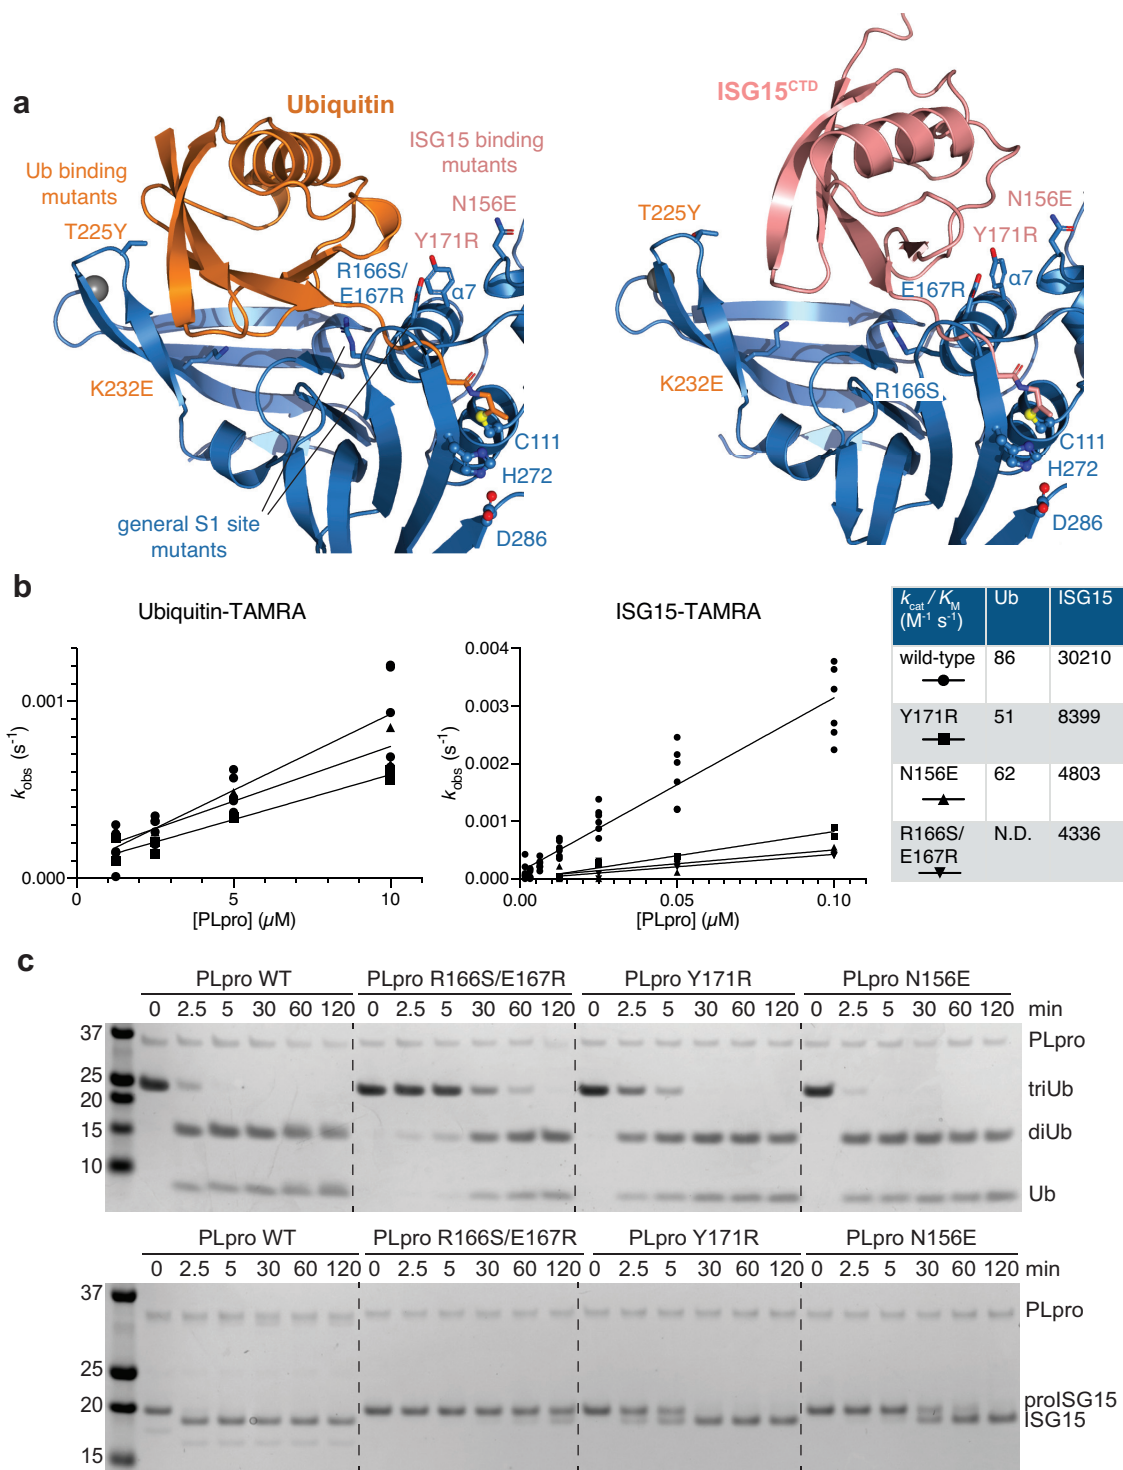 a
Ubiquitin
Ub binding
mutants
T225Y
ISG15 binding
mutants
N156E
Y171R
R166S/
E167R
α7
K232E
general S1 site
mutants
C111
H272
D286
ISG15CTD
T225Y
N156E
Y171R
E167R
α7
K232E
R166S
C111
H272
D286
b
Ubiquitin-TAMRA
kobs (s-1)
0.001
0.000
0
5
10
[PLpro] (µM)
ISG15-TAMRA
kobs (s-1)
0.004
0.003
0.002
0.001
0.000
0.00
0.05
0.10
[PLpro] (µM)
kcat / KM (M-1 s-1) Ub ISG15
wild-type 86 30210
Y171R 51 8399
N156E 62 4803
R166S/ E167R N.D. 4336
c
PLpro WT PLpro R166S/E167R PLpro Y171R PLpro N156E
0 2.5 5 30 60 120 0 2.5 5 30 60 120 0 2.5 5 30 60 120 0 2.5 5 30 60 120 min
37
25
20
15
10
PLpro
triUb
diUb
Ub
PLpro WT PLpro R166S/E167R PLpro Y171R PLpro N156E
0 2.5 5 30 60 120 0 2.5 5 30 60 120 0 2.5 5 30 60 120 0 2.5 5 30 60 120 min
37
25
20
15
PLpro
proISG15
ISG15